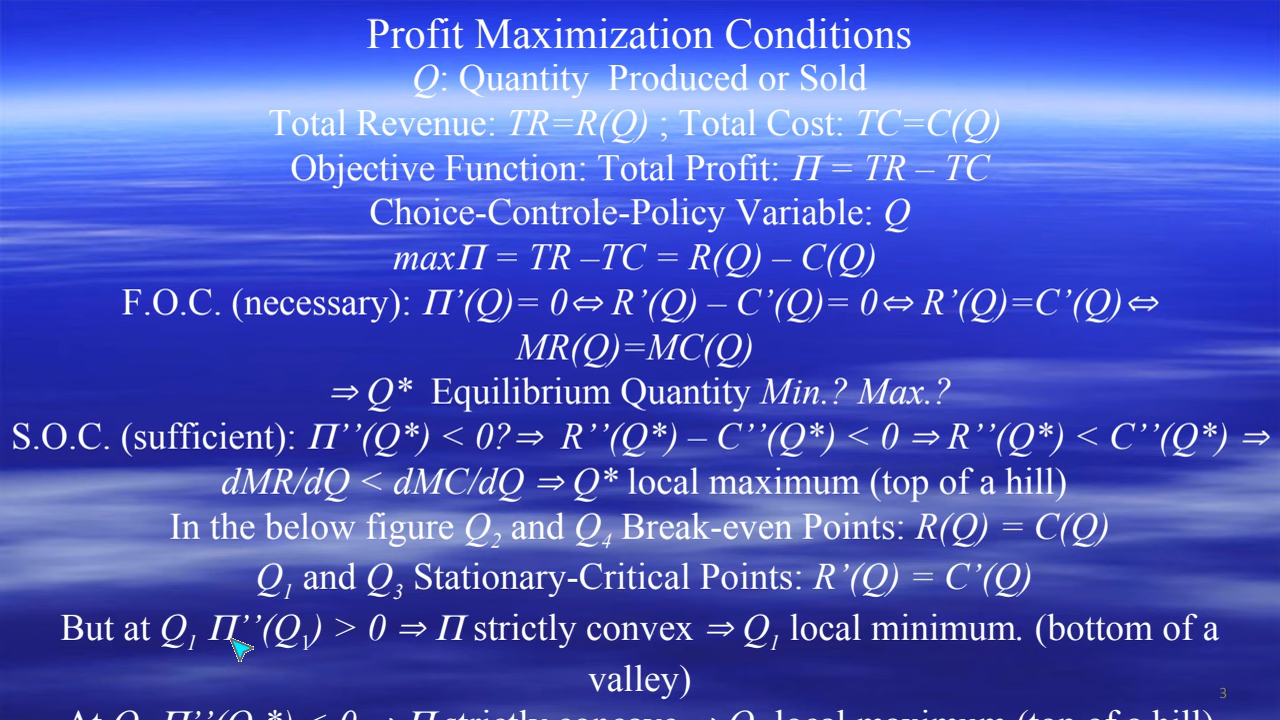 Profit Maximization Conditions
Q: Quantity Produced or Sold
Total Revenue: TR=R(Q) ; Total Cost: TC=C(Q)
Objective Function: Total Profit: Π = TR – TC
Choice-Controle-Policy Variable: Q
maxΠ = TR –TC = R(Q) – C(Q)
F.O.C. (necessary): Π’(Q)= 0⇔ R’(Q) – C’(Q)= 0⇔ R’(Q)=C’(Q)⇔
MR(Q)=MC(Q)
⇒ Q* Equilibrium Quantity Min.? Max.?
S.O.C. (sufficient): Π’’(Q*) < 0?⇒ R’’(Q*) – C’’(Q*) < 0 ⇒ R’’(Q*) < C’’(Q*) ⇒
dMR/dQ < dMC/dQ ⇒ Q* local maximum (top of a hill)
In the below figure Q₂ and Q₄ Break-even Points: R(Q) = C(Q)
Q₁ and Q₃ Stationary-Critical Points: R’(Q) = C’(Q)
But at Q₁ Π’’(Q₁) > 0 ⇒ Π strictly convex ⇒ Q₁ local minimum. (bottom of a
valley)
3